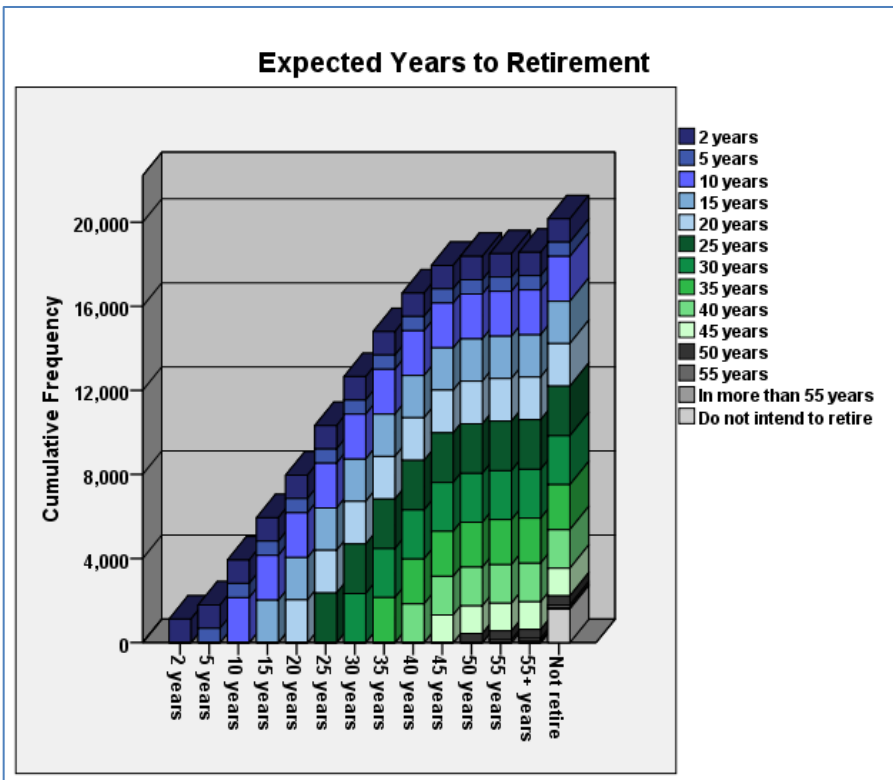 Expected Years to Retirement
Cumulative Frequency
20,000
16,000
12,000
8,000
4,000
0
2 years
5 years
10 years
15 years
20 years
25 years
30 years
35 years
40 years
45 years
50 years
55 years
55+ years
Not retire
2 years
5 years
10 years
15 years
20 years
25 years
30 years
35 years
40 years
45 years
50 years
55 years
In more than 55 years
Do not intend to retire